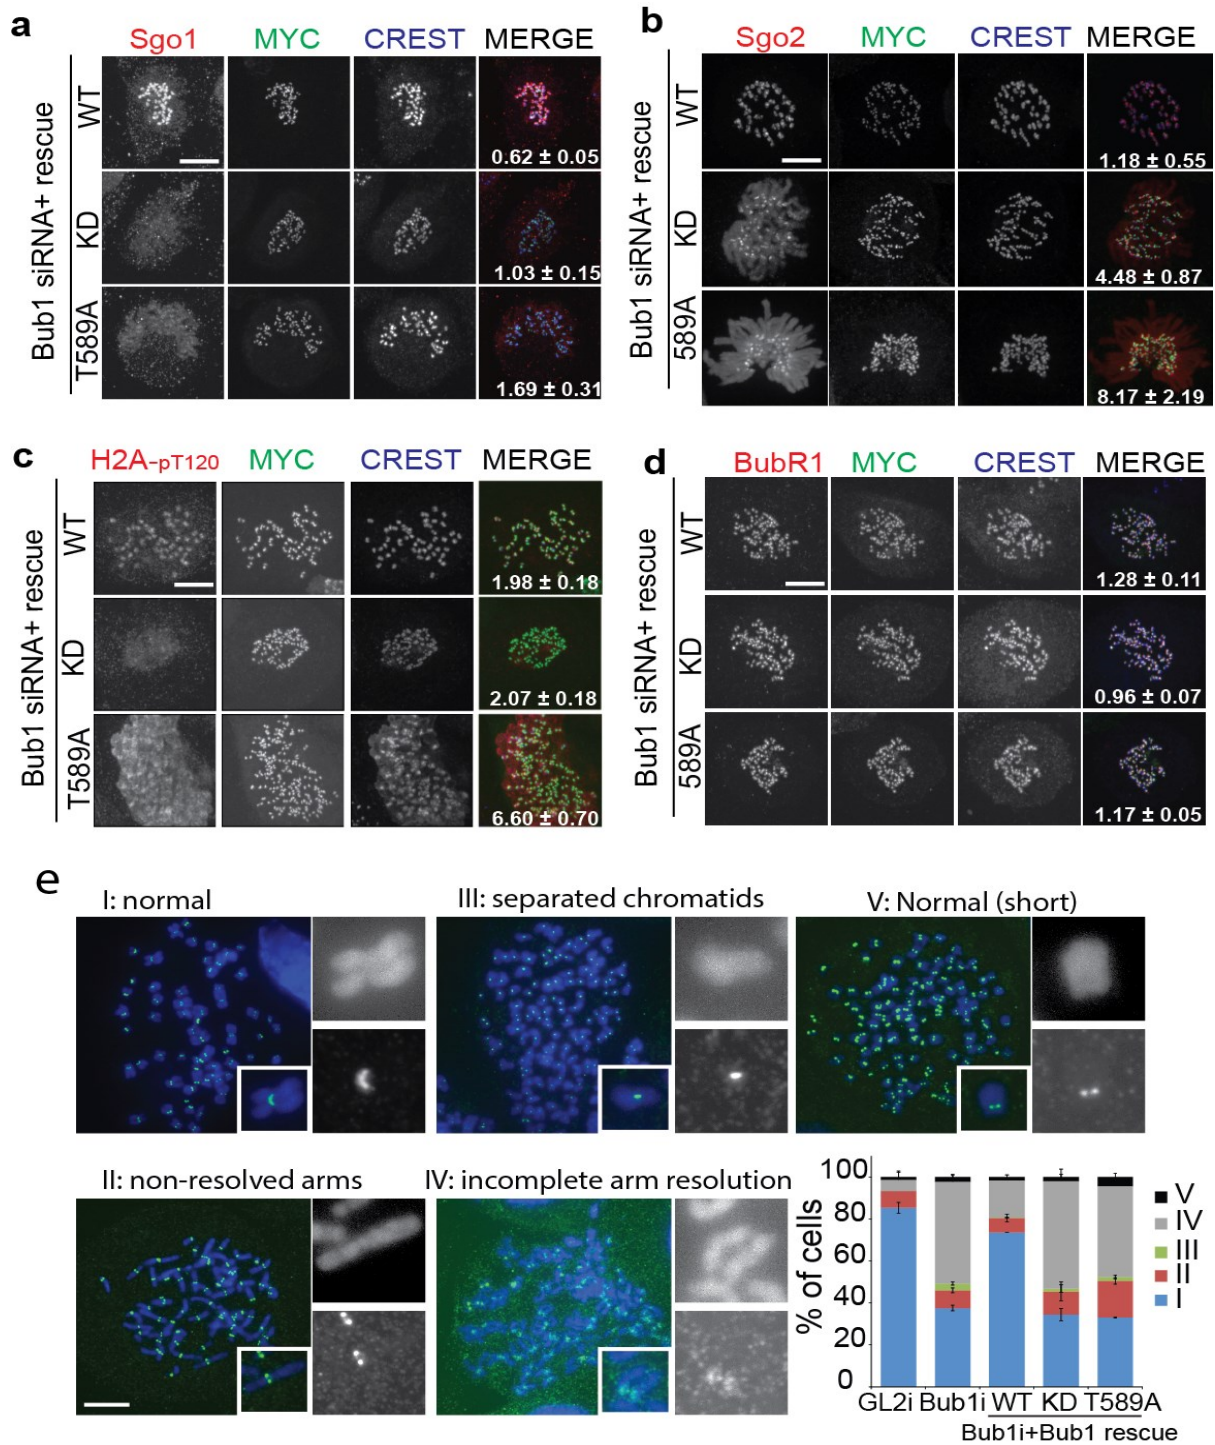 a
Sgo1 MYC CREST MERGE
Bub1 siRNA+ rescue
WT
0.62 ± 0.05
KD
1.03 ± 0.15
T589A
1.69 ± 0.31
b
Sgo2 MYC CREST MERGE
Bub1 siRNA+ rescue
WT
1.18 ± 0.55
KD
4.48 ± 0.87
589A
8.17 ± 2.19
c
H2A-pT120 MYC CREST MERGE
Bub1 siRNA+ rescue
WT
1.98 ± 0.18
KD
2.07 ± 0.18
T589A
6.60 ± 0.70
d
BubR1 MYC CREST MERGE
Bub1 siRNA+ rescue
WT
1.28 ± 0.11
KD
0.96 ± 0.07
589A
1.17 ± 0.05
e
I: normal
III: separated chromatids
V: Normal (short)
II: non-resolved arms
IV: incomplete arm resolution
% of cells
100
80
60
40
20
0
V
IV
III
II
I
GL2i Bub1i WT KD T589A
Bub1i+Bub1 rescue